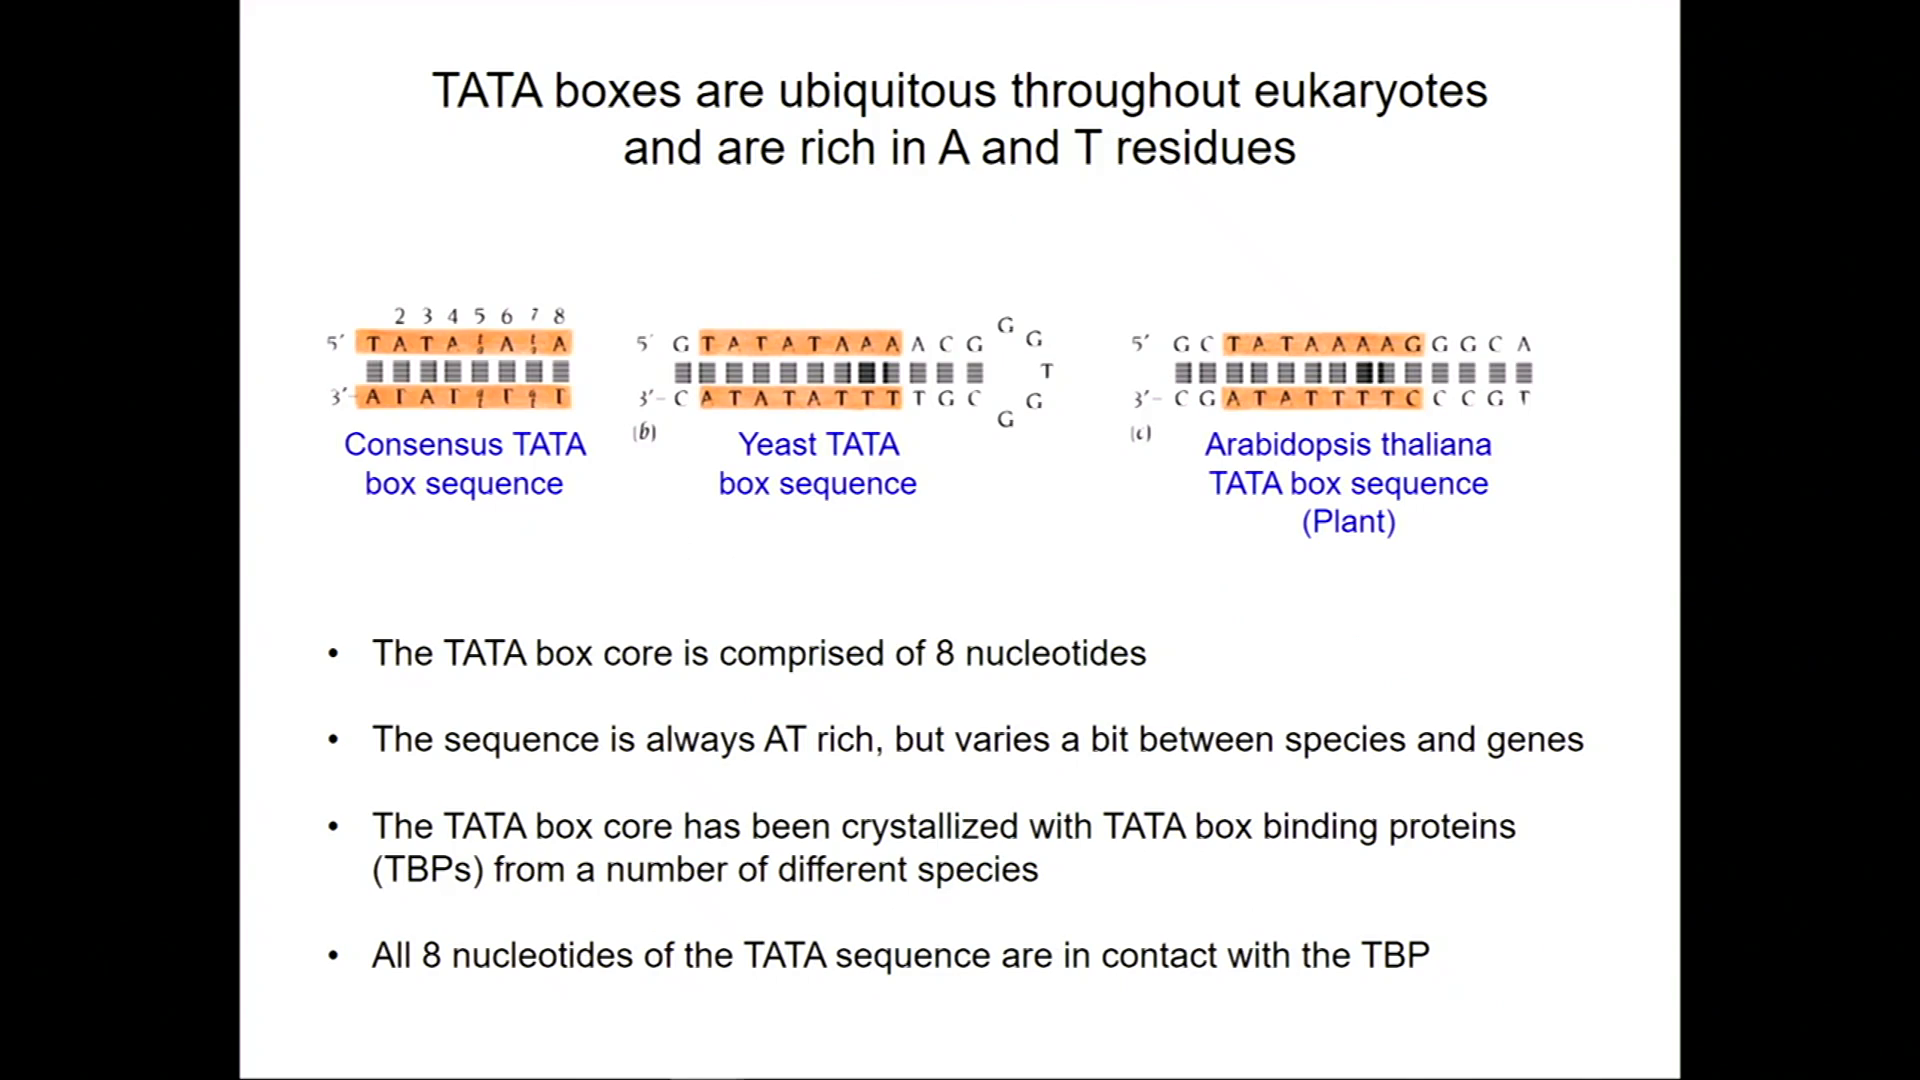 TATA boxes are ubiquitous throughout eukaryotes
and are rich in A and T residues
2 3 4 5 6 7 8
5′ T A T A A A
3′- A T A T T T
Consensus TATA
box sequence
5′ G T A T A T A A A A C G G G T G G
3′- C A T A T A T T T T G C
(b)
Yeast TATA
box sequence
5′ G C T A T A A A A G G G C A
3′- C G A T A T T T T C C C G T
(c)
Arabidopsis thaliana
TATA box sequence
(Plant)
• The TATA box core is comprised of 8 nucleotides
• The sequence is always AT rich, but varies a bit between species and genes
• The TATA box core has been crystallized with TATA box binding proteins
(TBPs) from a number of different species
• All 8 nucleotides of the TATA sequence are in contact with the TBP